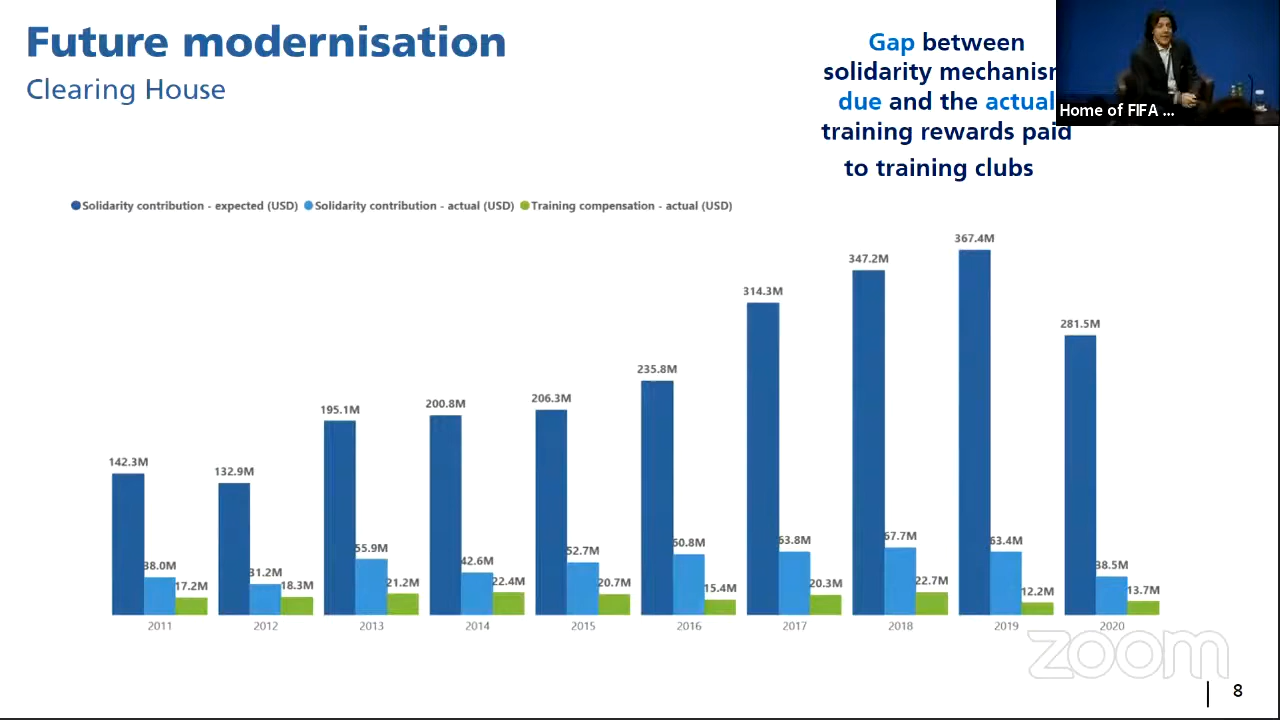 Future modernisation
Clearing House
Gap between
solidarity mechanism
due and the actual
training rewards paid
to training clubs
Home of FIFA ...
Solidarity contribution - expected (USD) Solidarity contribution - actual (USD) Training compensation - actual (USD)
142.3M 38.0M 17.2M
132.9M 31.2M 18.3M
195.1M 55.9M 21.2M
200.8M 42.6M 22.4M
206.3M 52.7M 20.7M
235.8M 60.8M 15.4M
314.3M 63.8M 20.3M
347.2M 67.7M 22.7M
367.4M 63.4M 12.2M
281.5M 38.5M 13.7M
2011 2012 2013 2014 2015 2016 2017 2018 2019 2020
zoom
8